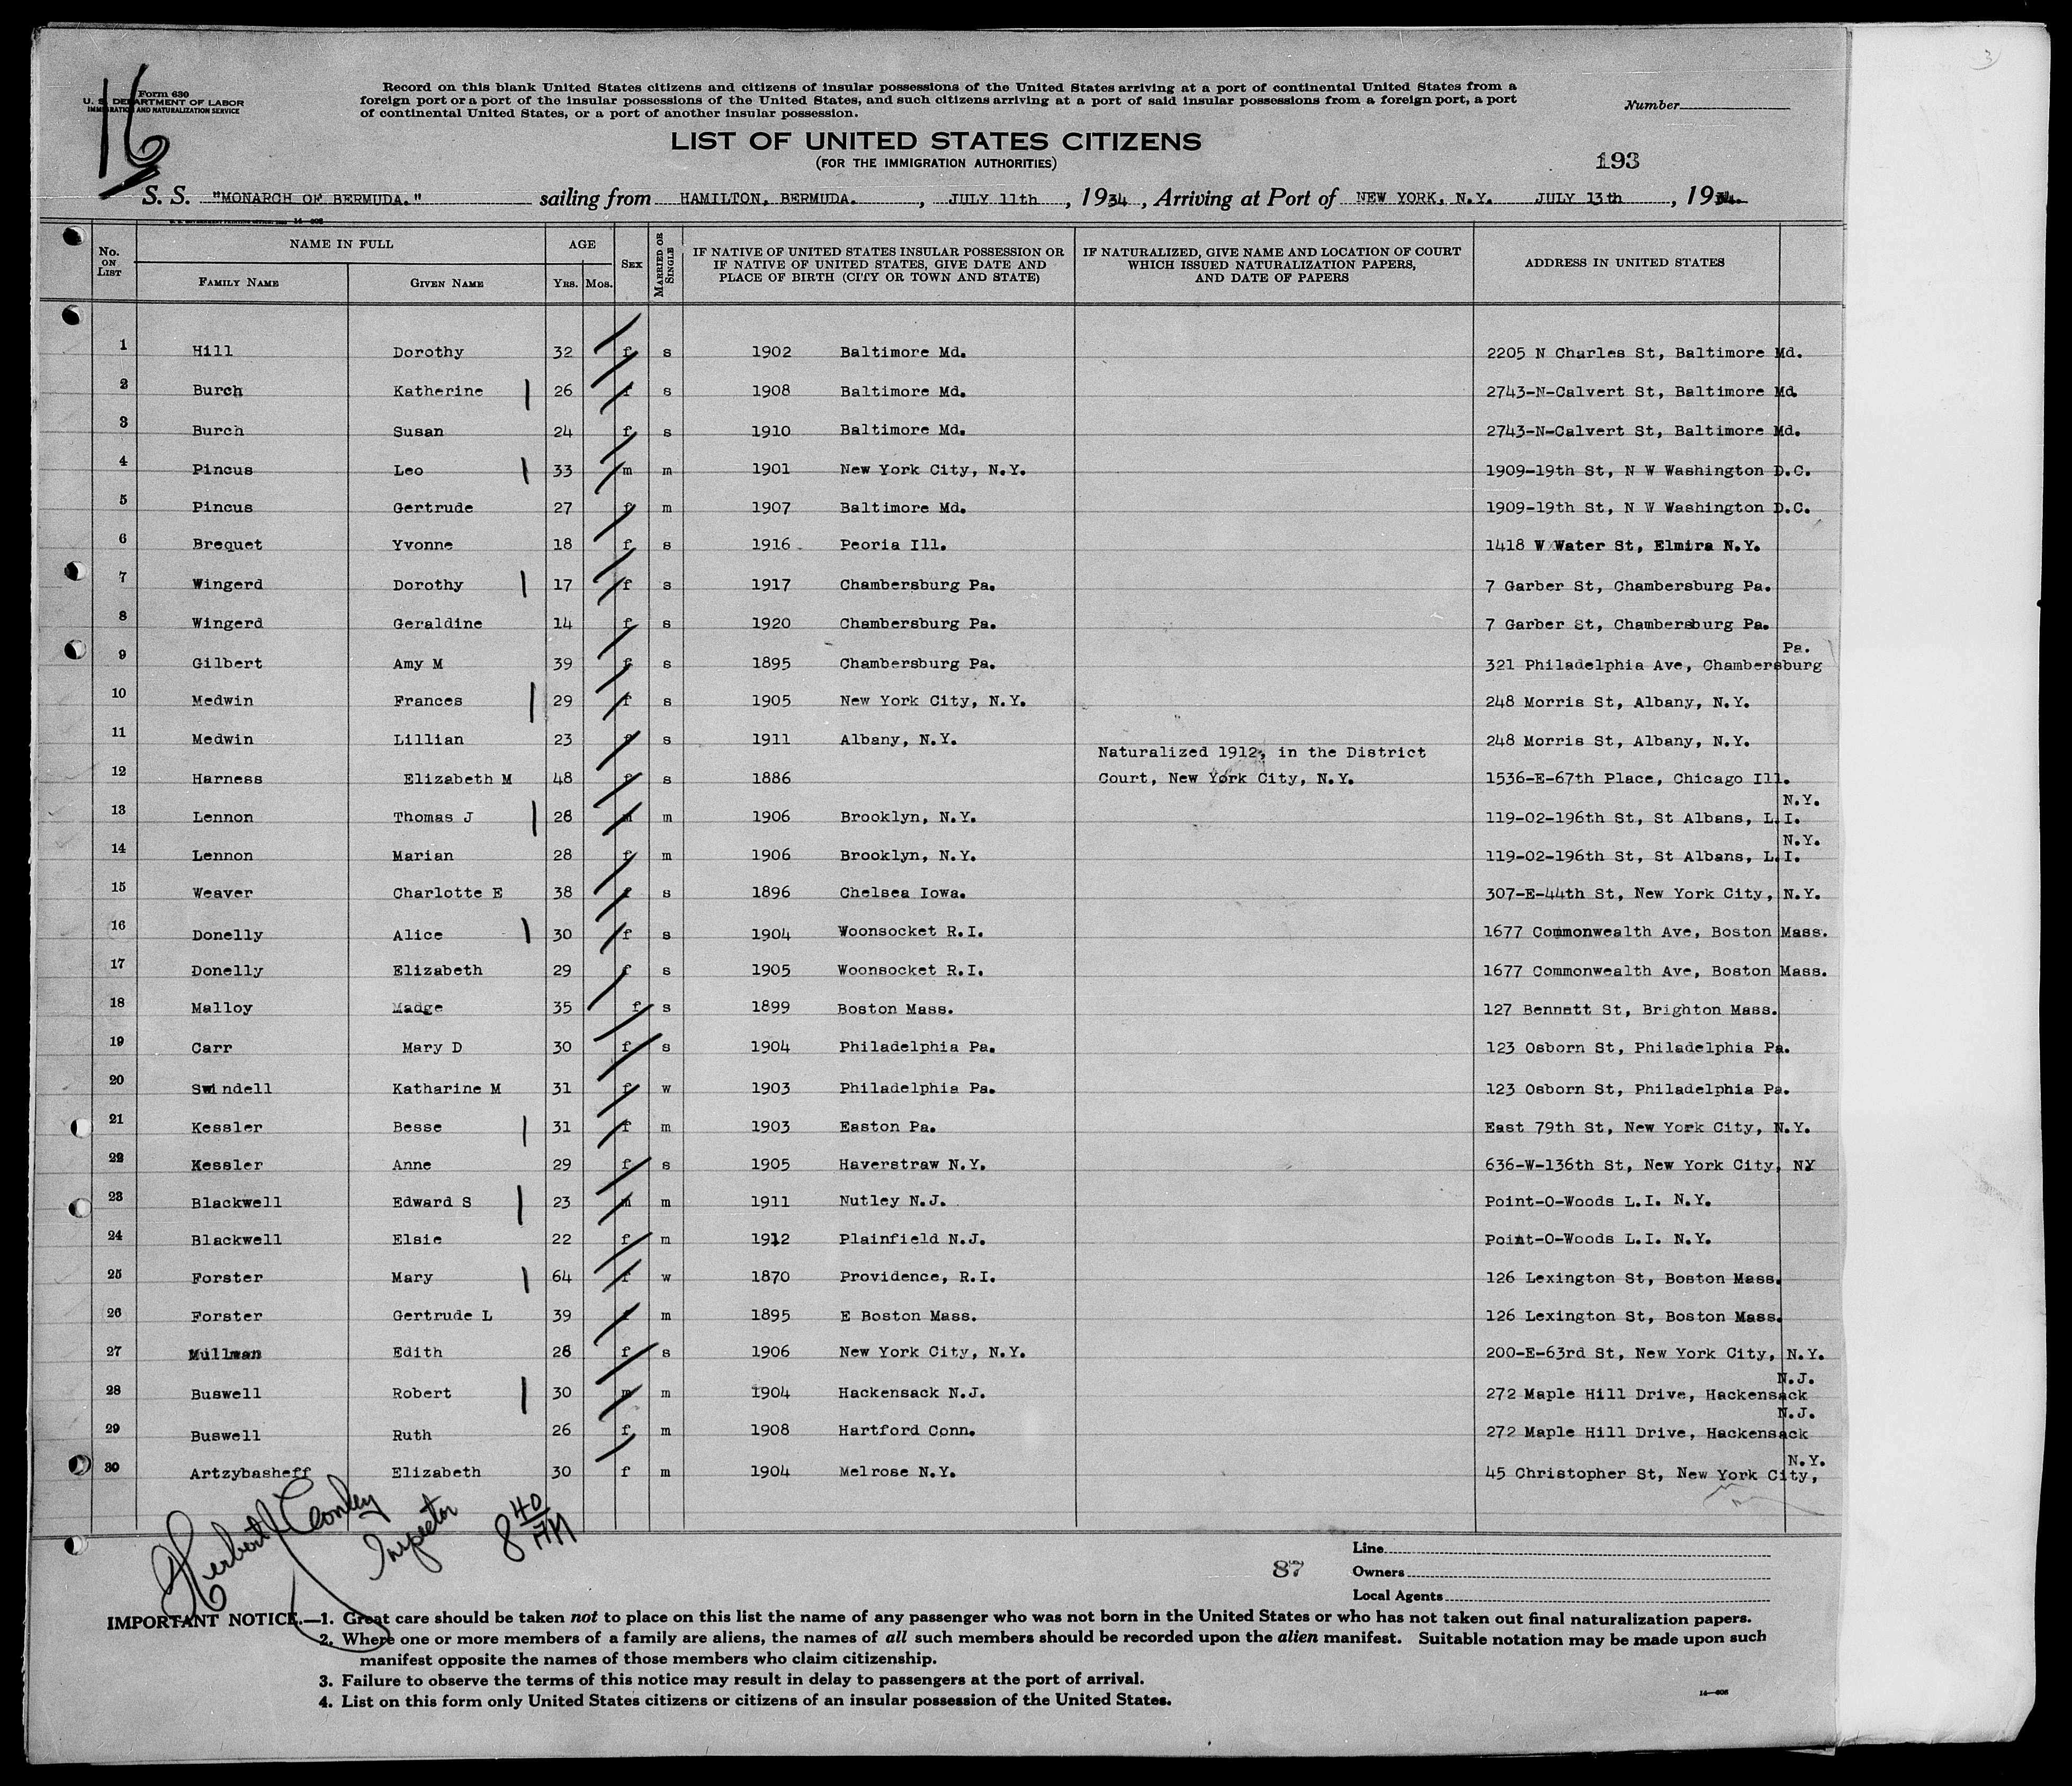 16
Form 630
U. S. DEPARTMENT OF LABOR
IMMIGRATION AND NATURALIZATION SERVICE
Record on this blank United States citizens and citizens of insular possessions of the United States arriving at a port of continental United States from a
foreign port or a port of the insular possessions of the United States, and such citizens arriving at a port of said insular possessions from a foreign port, a port
of continental United States, or a port of another insular possession.
Number
LIST OF UNITED STATES CITIZENS
(FOR THE IMMIGRATION AUTHORITIES)
193
S. S. "MONARCH OF BERMUDA." sailing from HAMILTON, BERMUDA. , JULY 11th , 1934 , Arriving at Port of NEW YORK, N.Y. JULY 13th , 1934.
No. ON LIST NAME IN FULL FAMILY NAME GIVEN NAME AGE YRS. MOS. SEX MARRIED OR SINGLE IF NATIVE OF UNITED STATES INSULAR POSSESSION OR IF NATIVE OF UNITED STATES, GIVE DATE AND PLACE OF BIRTH (CITY OR TOWN AND STATE) IF NATURALIZED, GIVE NAME AND LOCATION OF COURT WHICH ISSUED NATURALIZATION PAPERS, AND DATE OF PAPERS ADDRESS IN UNITED STATES
1 Hill Dorothy 32 f s 1902 Baltimore Md. 2205 N Charles St, Baltimore Md.
2 Burch Katherine 26 f s 1908 Baltimore Md. 2743-N-Calvert St, Baltimore Md.
3 Burch Susan 24 f s 1910 Baltimore Md. 2743-N-Calvert St, Baltimore Md.
4 Pincus Leo 33 m m 1901 New York City, N.Y. 1909-19th St, N W Washington D.C.
5 Pincus Gertrude 27 f m 1907 Baltimore Md. 1909-19th St, N W Washington D.C.
6 Brequet Yvonne 18 f s 1916 Peoria Ill. 1418 W Water St, Elmira N.Y.
7 Wingerd Dorothy 17 f s 1917 Chambersburg Pa. 7 Garber St, Chambersburg Pa.
8 Wingerd Geraldine 14 f s 1920 Chambersburg Pa. 7 Garber St, Chambersburg Pa.
9 Gilbert Amy M 39 f s 1895 Chambersburg Pa. 321 Philadelphia Ave, Chambersburg Pa.
10 Medwin Frances 29 f s 1905 New York City, N.Y. 248 Morris St, Albany, N.Y.
11 Medwin Lillian 23 f s 1911 Albany, N.Y. 248 Morris St, Albany, N.Y.
Naturalized 1912, in the District
12 Harness Elizabeth M 48 f s 1886 Court, New York City, N.Y. 1536-E-67th Place, Chicago Ill.
13 Lennon Thomas J 28 m m 1906 Brooklyn, N.Y. 119-02-196th St, St Albans, L.I. N.Y.
14 Lennon Marian 28 f m 1906 Brooklyn, N.Y. 119-02-196th St, St Albans, L.I. N.Y.
15 Weaver Charlotte E 38 f s 1896 Chelsea Iowa. 307-E-44th St, New York City, N.Y.
16 Donelly Alice 30 f s 1904 Woonsocket R.I. 1677 Commonwealth Ave, Boston Mass.
17 Donelly Elizabeth 29 f s 1905 Woonsocket R.I. 1677 Commonwealth Ave, Boston Mass.
18 Malloy Madge 35 f s 1899 Boston Mass. 127 Bennett St, Brighton Mass.
19 Carr Mary D 30 f s 1904 Philadelphia Pa. 123 Osborn St, Philadelphia Pa.
20 Swindell Katharine M 31 f w 1903 Philadelphia Pa. 123 Osborn St, Philadelphia Pa.
21 Kessler Besse 31 f m 1903 Easton Pa. East 79th St, New York City, N.Y.
22 Kessler Anne 29 f s 1905 Haverstraw N.Y. 636-W-136th St, New York City, NY
23 Blackwell Edward S 23 m m 1911 Nutley N.J. Point-O-Woods L.I. N.Y.
24 Blackwell Elsie 22 f m 1912 Plainfield N.J. Point-O-Woods L.I. N.Y.
25 Forster Mary 64 f w 1870 Providence, R.I. 126 Lexington St, Boston Mass.
26 Forster Gertrude L 39 f m 1895 E Boston Mass. 126 Lexington St, Boston Mass.
27 Mullman Edith 28 f s 1906 New York City, N.Y. 200-E-63rd St, New York City, N.Y.
28 Buswell Robert 30 m m 1904 Hackensack N.J. 272 Maple Hill Drive, Hackensack N.J.
29 Buswell Ruth 26 f m 1908 Hartford Conn. 272 Maple Hill Drive, Hackensack N.J.
30 Artzybasheff Elizabeth 30 f m 1904 Melrose N.Y. 45 Christopher St, New York City, N.Y.
Inspector 8 40 AM
87
Line
Owners
Local Agents
IMPORTANT NOTICE.—1. Great care should be taken not to place on this list the name of any passenger who was not born in the United States or who has not taken out final naturalization papers.
2. Where one or more members of a family are aliens, the names of all such members should be recorded upon the alien manifest. Suitable notation may be made upon such
manifest opposite the names of those members who claim citizenship.
3. Failure to observe the terms of this notice may result in delay to passengers at the port of arrival.
4. List on this form only United States citizens or citizens of an insular possession of the United States.